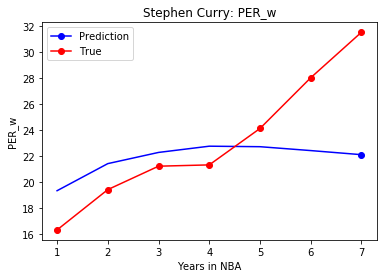 Stephen Curry: PER_w
Prediction
True
PER_w
32
30
28
26
24
22
20
18
16
1 2 3 4 5 6 7
Years in NBA